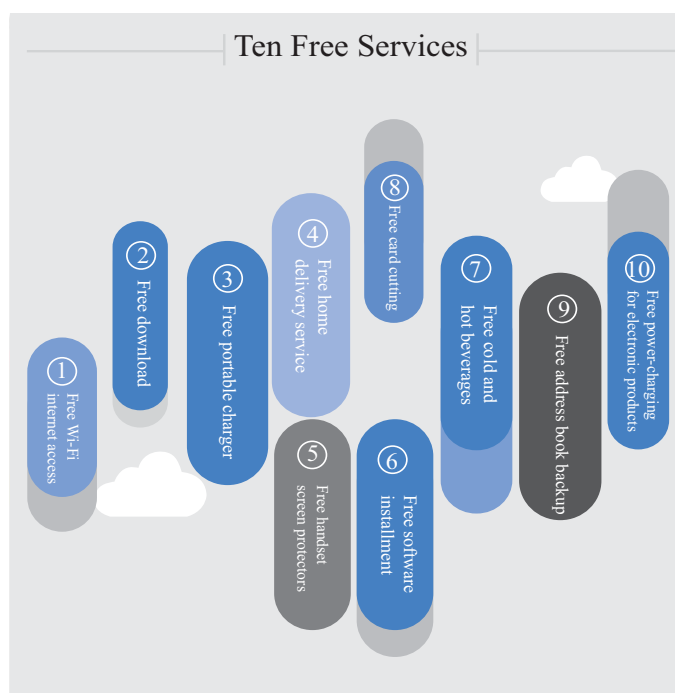 Ten Free Services
1
Free Wi-Fi
internet access
2
Free download
3
Free portable charger
4
Free home
delivery service
5
Free handset
screen protectors
6
Free software
installment
7
Free cold and
hot beverages
8
Free card cutting
9
Free address book backup
10
Free power-charging
for electronic products